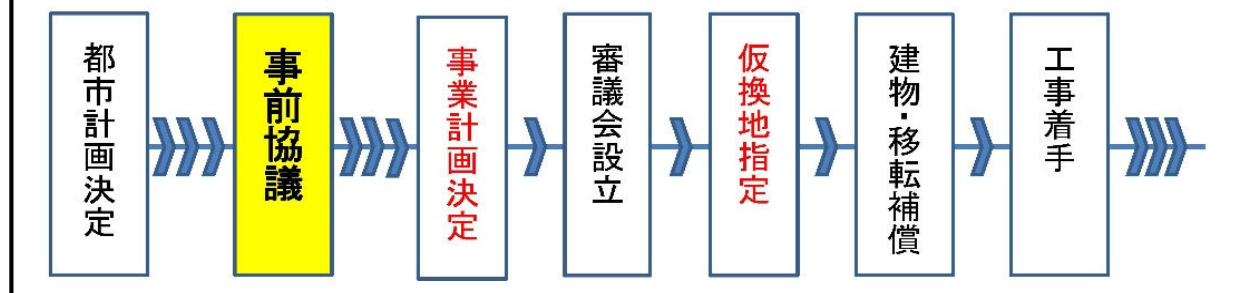 都市計画決定
事前協議
事業計画決定
審議会設立
仮換地指定
建物・移転補償
工事着手